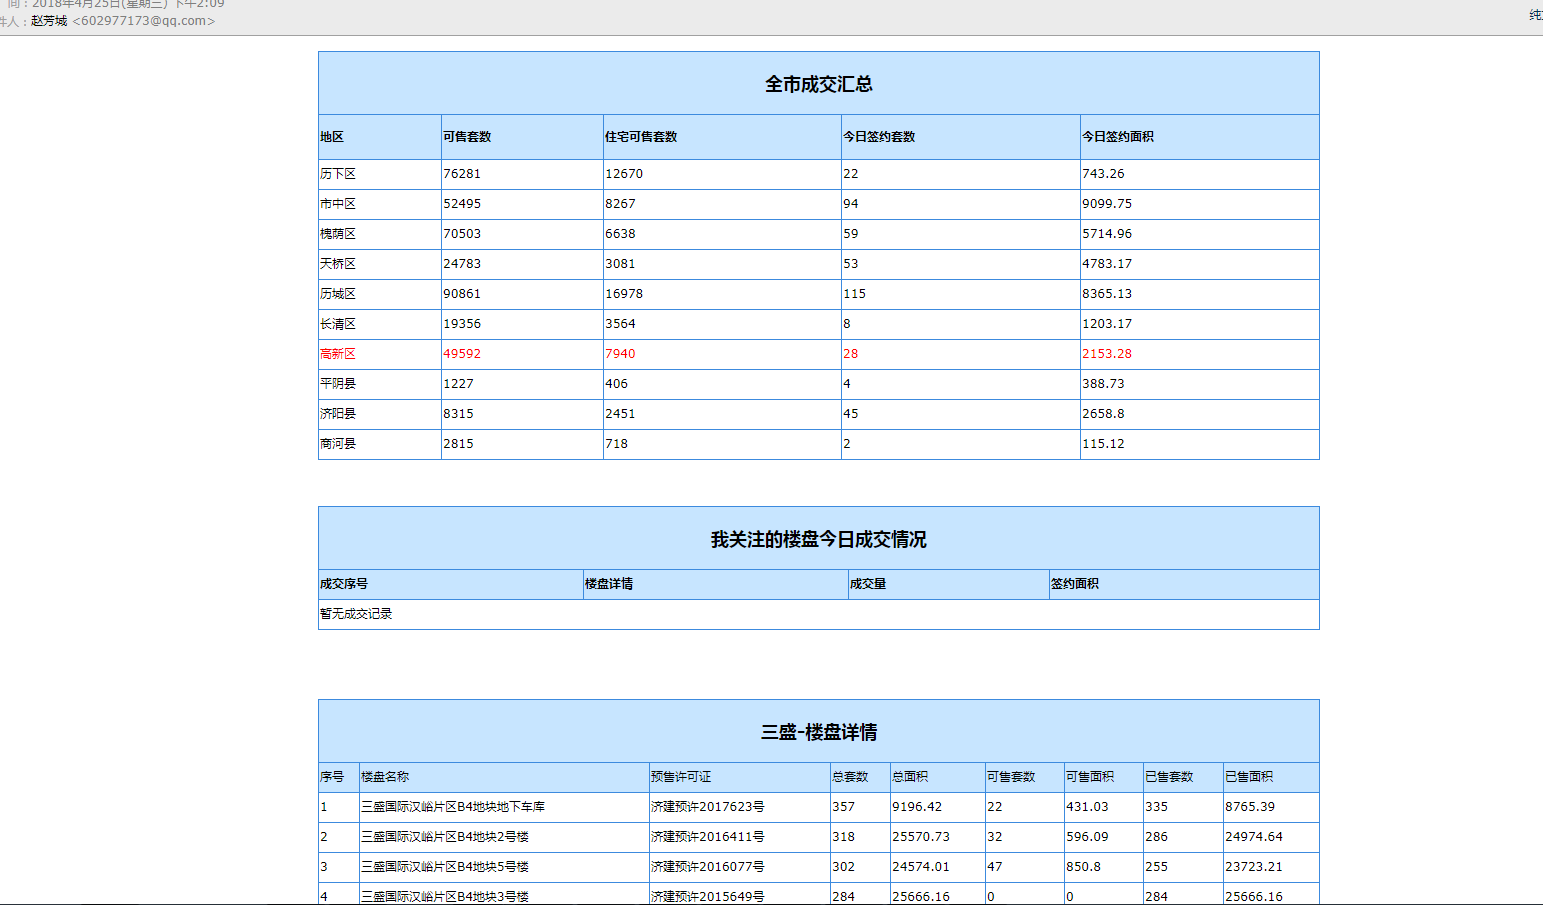 间：2018年4月25日(星期三) 下午2:09
件人：赵芳城 <602977173@qq.com>
全市成交汇总
地区 可售套数 住宅可售套数 今日签约套数 今日签约面积
历下区 76281 12670 22 743.26
市中区 52495 8267 94 9099.75
槐荫区 70503 6638 59 5714.96
天桥区 24783 3081 53 4783.17
历城区 90861 16978 115 8365.13
长清区 19356 3564 8 1203.17
高新区 49592 7940 28 2153.28
平阴县 1227 406 4 388.73
济阳县 8315 2451 45 2658.8
商河县 2815 718 2 115.12
我关注的楼盘今日成交情况
成交序号 楼盘详情 成交量 签约面积
暂无成交记录
三盛-楼盘详情
序号 楼盘名称 预售许可证 总套数 总面积 可售套数 可售面积 已售套数 已售面积
1 三盛国际汉峪片区B4地块地下车库 济建预许2017623号 357 9196.42 22 431.03 335 8765.39
2 三盛国际汉峪片区B4地块2号楼 济建预许2016411号 318 25570.73 32 596.09 286 24974.64
3 三盛国际汉峪片区B4地块5号楼 济建预许2016077号 302 24574.01 47 850.8 255 23723.21
4 三盛国际汉峪片区B4地块3号楼 济建预许2015649号 284 25666.16 0 0 284 25666.16